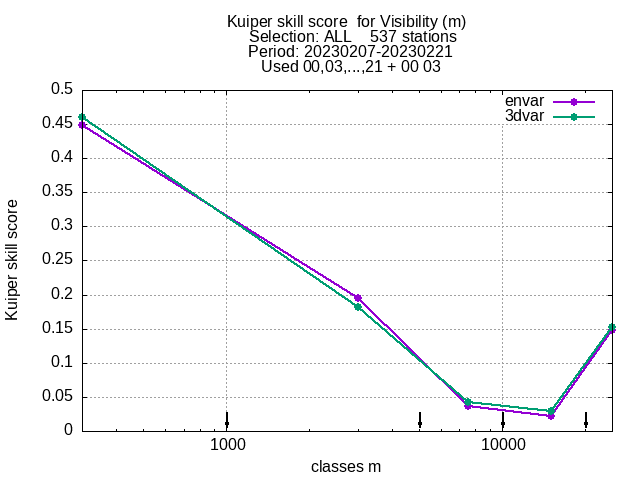 Kuiper skill score  for Visibility (m)
Selection: ALL    537 stations
Period: 20230207-20230221
Used 00,03,...,21 + 00 03
envar
3dvar
0.5
0.45
0.4
0.35
0.3
0.25
0.2
0.15
0.1
0.05
0
Kuiper skill score
1000
10000
classes m